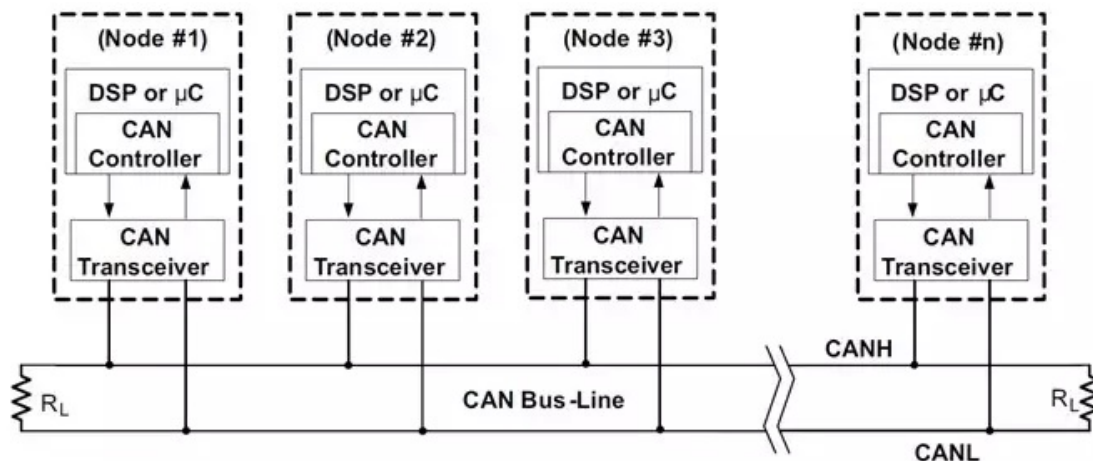 (Node #1)
DSP or µC
CAN
Controller
CAN
Transceiver
(Node #2)
DSP or µC
CAN
Controller
CAN
Transceiver
(Node #3)
DSP or µC
CAN
Controller
CAN
Transceiver
(Node #n)
DSP or µC
CAN
Controller
CAN
Transceiver
CANH
RL
CAN Bus-Line
RL
CANL